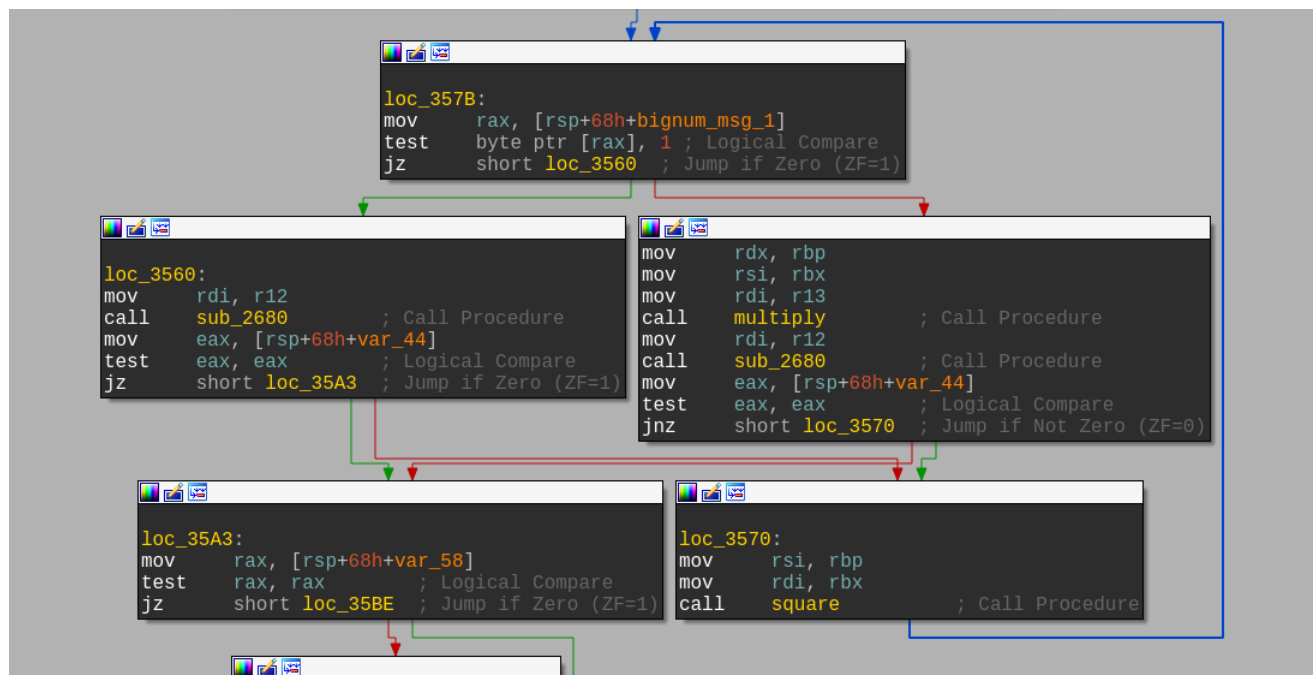 loc_357B:
mov rax, [rsp+68h+bignum_msg_1]
test byte ptr [rax], 1 ; Logical Compare
jz short loc_3560 ; Jump if Zero (ZF=1)
loc_3560:
mov rdi, r12
call sub_2680 ; Call Procedure
mov eax, [rsp+68h+var_44]
test eax, eax ; Logical Compare
jz short loc_35A3 ; Jump if Zero (ZF=1)
mov rdx, rbp
mov rsi, rbx
mov rdi, r13
call multiply ; Call Procedure
mov rdi, r12
call sub_2680 ; Call Procedure
mov eax, [rsp+68h+var_44]
test eax, eax ; Logical Compare
jnz short loc_3570 ; Jump if Not Zero (ZF=0)
loc_35A3:
mov rax, [rsp+68h+var_58]
test rax, rax ; Logical Compare
jz short loc_35BE ; Jump if Zero (ZF=1)
loc_3570:
mov rsi, rbp
mov rdi, rbx
call square ; Call Procedure